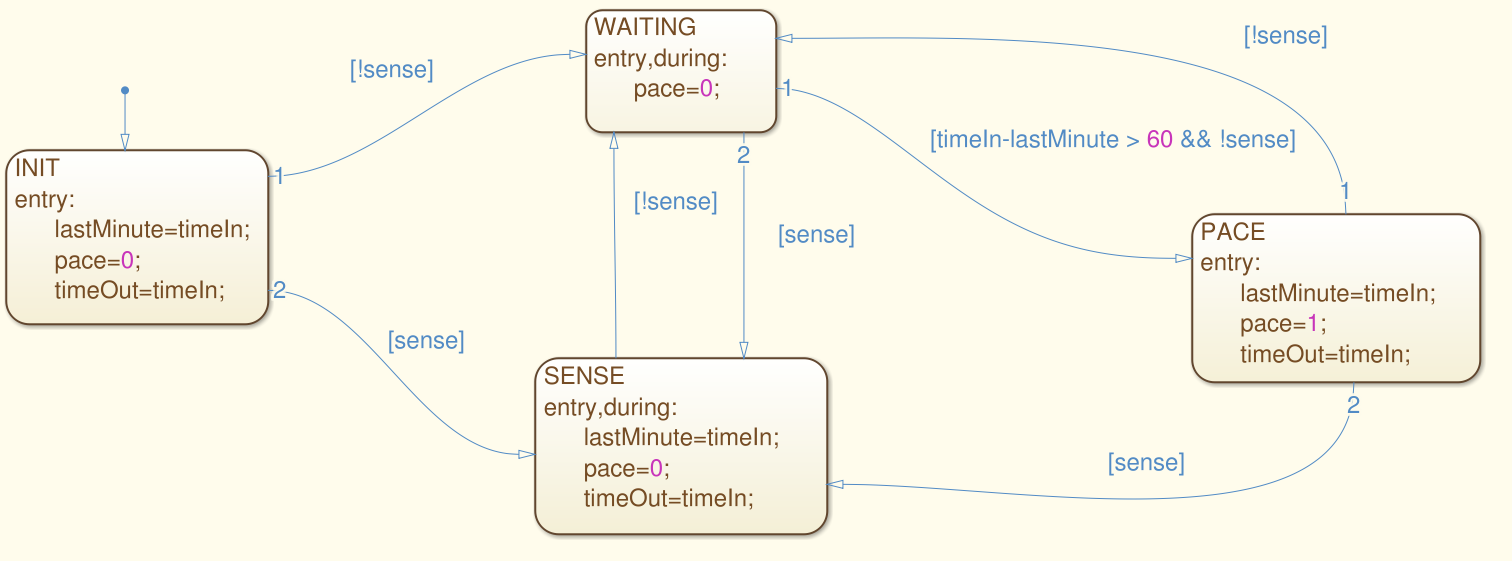 WAITING
entry,during:
pace=0;
[!sense]
[!sense]
1
[timeIn-lastMinute > 60 && !sense]
2
INIT
entry:
lastMinute=timeIn;
pace=0;
timeOut=timeIn;
1
2
[!sense]
[sense]
1
PACE
entry:
lastMinute=timeIn;
pace=1;
timeOut=timeIn;
[sense]
SENSE
entry,during:
lastMinute=timeIn;
pace=0;
timeOut=timeIn;
2
[sense]